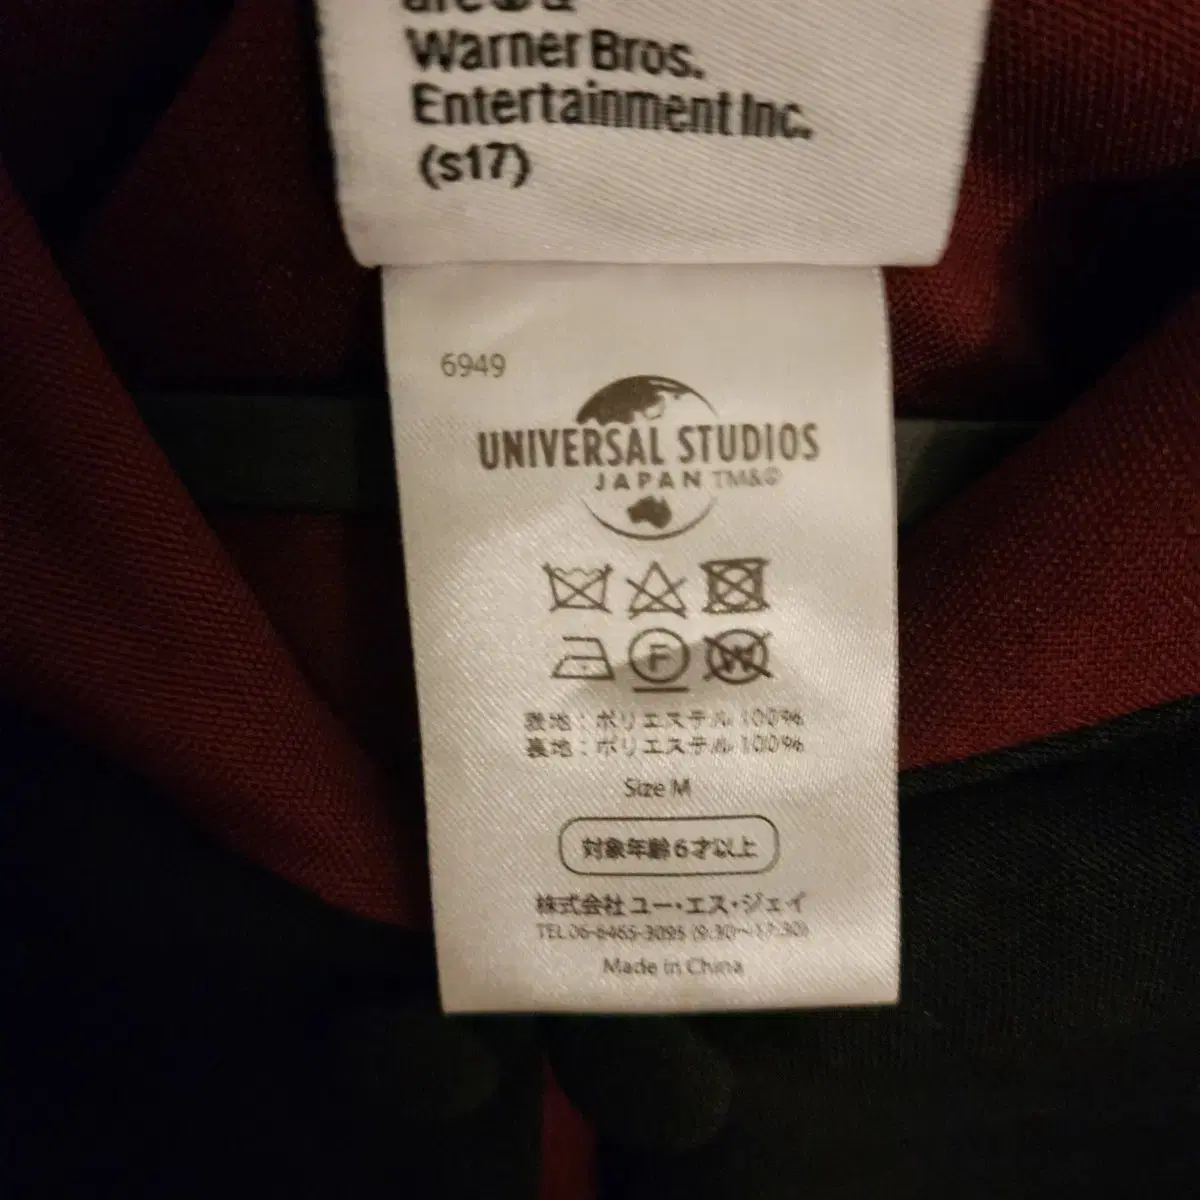 are © &
Warner Bros.
Entertainment Inc.
(s17)
6949
UNIVERSAL STUDIOS
JAPAN TM&©
F
W
表地：ポリエステル 100%
裏地：ポリエステル 100%
Size M
対象年齢6才以上
株式会社 ユー・エス・ジェイ
TEL 06-6465-3095 (9:30～17:30)
Made in China